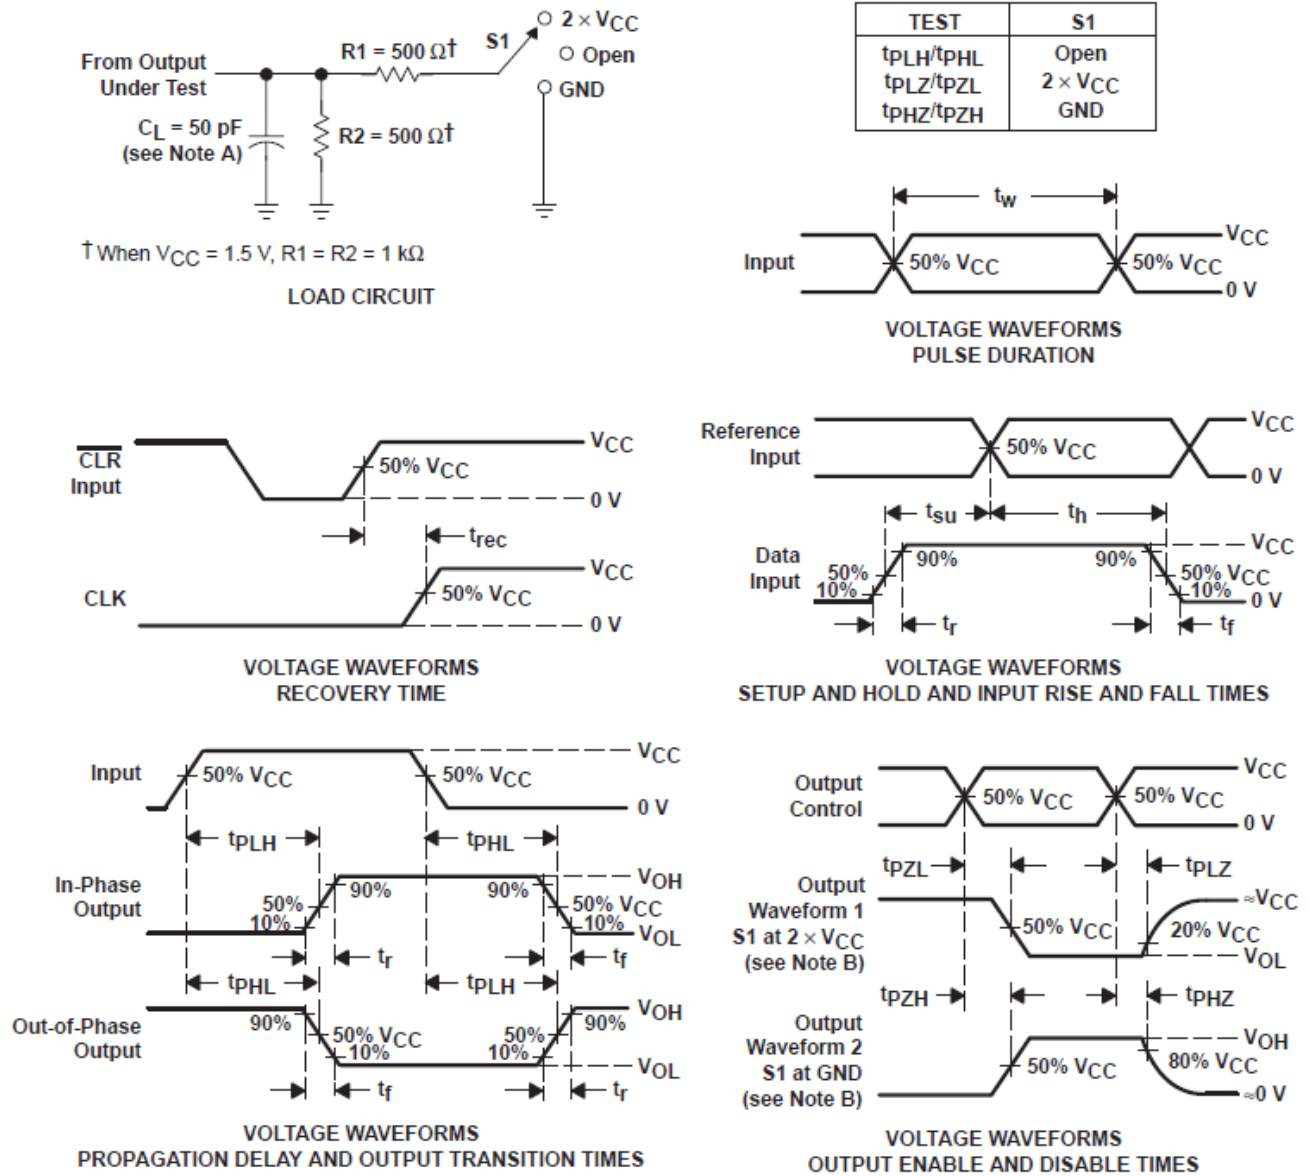 2 × VCC
S1
Open
GND
R1 = 500 Ω†
From Output
Under Test
CL = 50 pF
(see Note A)
R2 = 500 Ω†
† When VCC = 1.5 V, R1 = R2 = 1 kΩ
LOAD CIRCUIT
TEST S1
tPLH/tPHL Open
tPLZ/tPZL 2 × VCC
tPHZ/tPZH GND
tw
Input
VCC
50% VCC
50% VCC
0 V
VOLTAGE WAVEFORMS
PULSE DURATION
CLR
Input
VCC
50% VCC
0 V
trec
CLK
VCC
50% VCC
0 V
VOLTAGE WAVEFORMS
RECOVERY TIME
Reference
Input
VCC
50% VCC
0 V
tsu
th
Data
Input
VCC
90%
90%
50%
50% VCC
10%
10%
0 V
tr
tf
VOLTAGE WAVEFORMS
SETUP AND HOLD AND INPUT RISE AND FALL TIMES
Input
VCC
50% VCC
50% VCC
0 V
tPLH
tPHL
In-Phase
Output
VOH
90%
90%
50%
50% VCC
10%
10%
VOL
tr
tf
tPHL
tPLH
Out-of-Phase
Output
VOH
90%
90%
50% VCC
50%
10%
10%
VOL
tf
tr
VOLTAGE WAVEFORMS
PROPAGATION DELAY AND OUTPUT TRANSITION TIMES
Output
Control
VCC
50% VCC
50% VCC
0 V
tPZL
tPLZ
Output
Waveform 1
S1 at 2 × VCC
(see Note B)
≈VCC
50% VCC
20% VCC
VOL
tPZH
tPHZ
Output
Waveform 2
S1 at GND
(see Note B)
VOH
50% VCC
80% VCC
≈0 V
VOLTAGE WAVEFORMS
OUTPUT ENABLE AND DISABLE TIMES